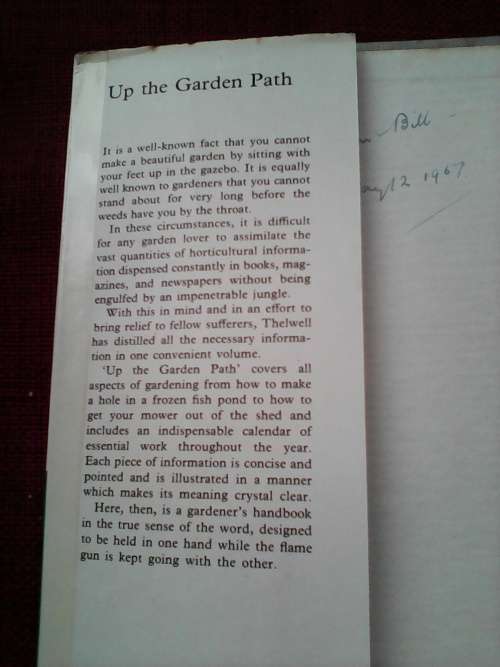 Up the Garden Path
It is a well-known fact that you cannot
make a beautiful garden by sitting with
your feet up in the gazebo. It is equally
well known to gardeners that you cannot
stand about for very long before the
weeds have you by the throat.
In these circumstances, it is difficult
for any garden lover to assimilate the
vast quantities of horticultural informa-
tion dispensed constantly in books, mag-
azines, and newspapers without being
engulfed by an impenetrable jungle.
With this in mind and in an effort to
bring relief to fellow sufferers, Thelwell
has distilled all the necessary informa-
tion in one convenient volume.
'Up the Garden Path' covers all
aspects of gardening from how to make
a hole in a frozen fish pond to how to
get your mower out of the shed and
includes an indispensable calendar of
essential work throughout the year.
Each piece of information is concise and
pointed and is illustrated in a manner
which makes its meaning crystal clear.
Here, then, is a gardener's handbook
in the true sense of the word, designed
to be held in one hand while the flame
gun is kept going with the other.
Bill
1967